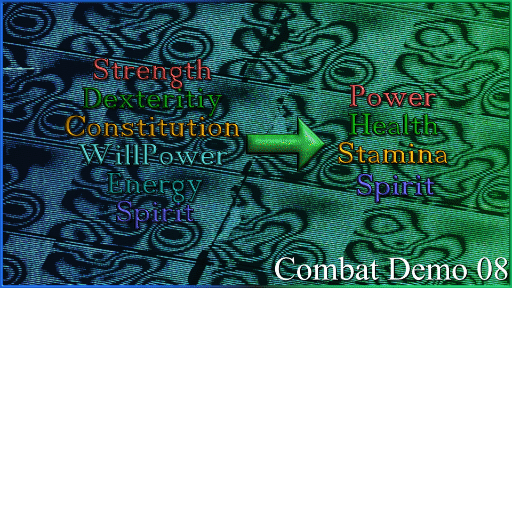 Strength
Dexteritiy
Constitution
WillPower
Energy
Spirit
Power
Health
Stamina
Spirit
Combat Demo 08